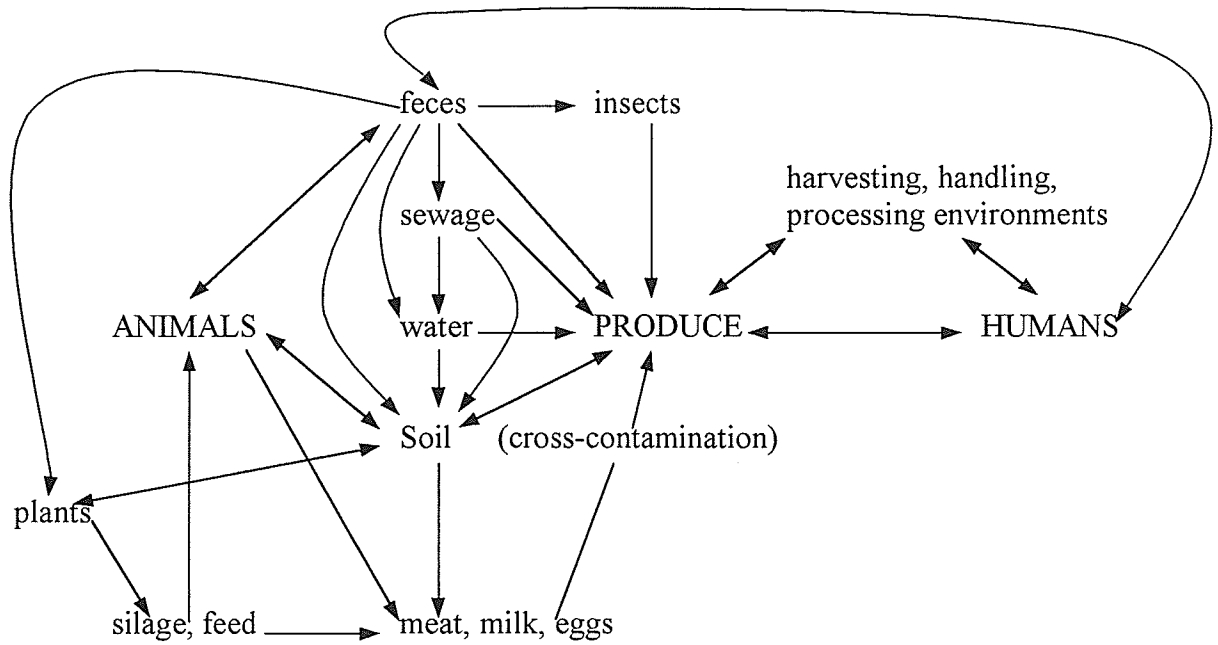 feces
insects
harvesting, handling,
processing environments
sewage
ANIMALS
water
PRODUCE
HUMANS
Soil
(cross-contamination)
plants
silage, feed
meat, milk, eggs